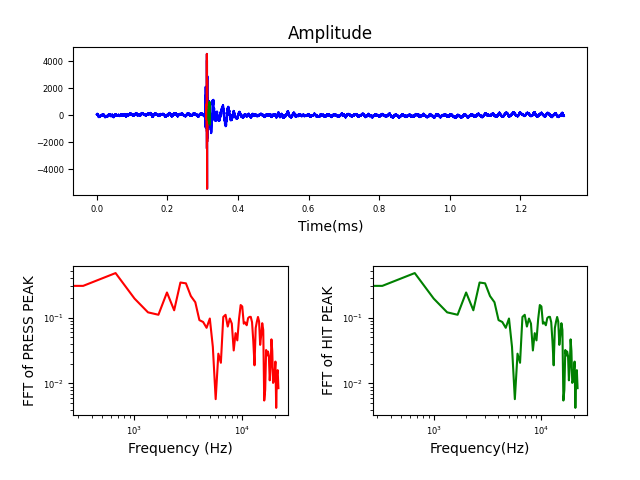 Amplitude
4000
2000
0
−2000
−4000
0.0 0.2 0.4 0.6 0.8 1.0 1.2
Time(ms)
FFT of PRESS PEAK
10⁻¹
10⁻²
10³ 10⁴
Frequency (Hz)
FFT of HIT PEAK
10⁻¹
10⁻²
10³ 10⁴
Frequency(Hz)